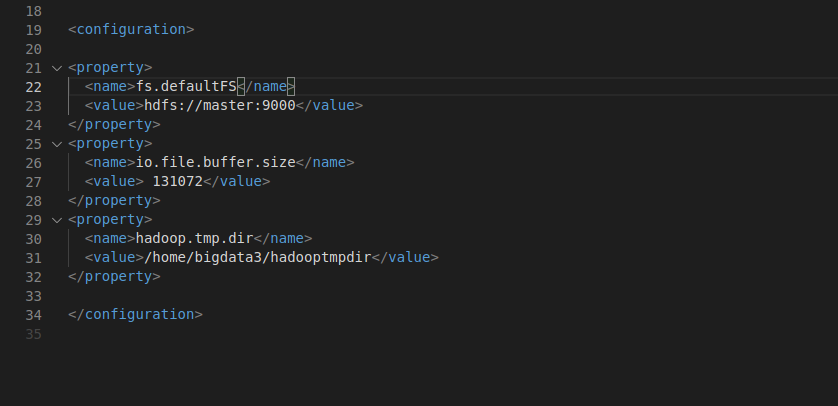 18
19 <configuration>
20
21 <property>
22 <name>fs.defaultFS</name>
23 <value>hdfs://master:9000</value>
24 </property>
25 <property>
26 <name>io.file.buffer.size</name>
27 <value> 131072</value>
28 </property>
29 <property>
30 <name>hadoop.tmp.dir</name>
31 <value>/home/bigdata3/hadooptmpdir</value>
32 </property>
33
34 </configuration>
35